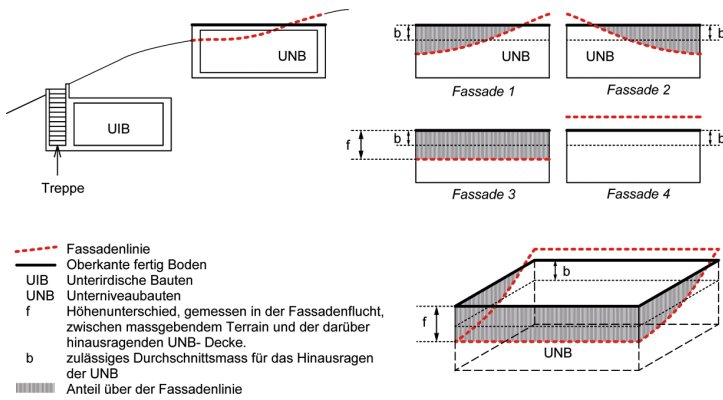 UNB
UIB
Treppe
b
UNB
Fassade 1
UNB
b
Fassade 2
f
b
Fassade 3
b
Fassade 4
Fassadenlinie
Oberkante fertig Boden
UIB Unterirdische Bauten
UNB Unterniveaubauten
f Höhenunterschied, gemessen in der Fassadenflucht,
zwischen massgebendem Terrain und der darüber
hinausragenden UNB- Decke.
b zulässiges Durchschnittsmass für das Hinausragen
der UNB
Anteil über der Fassadenlinie
b
f
UNB